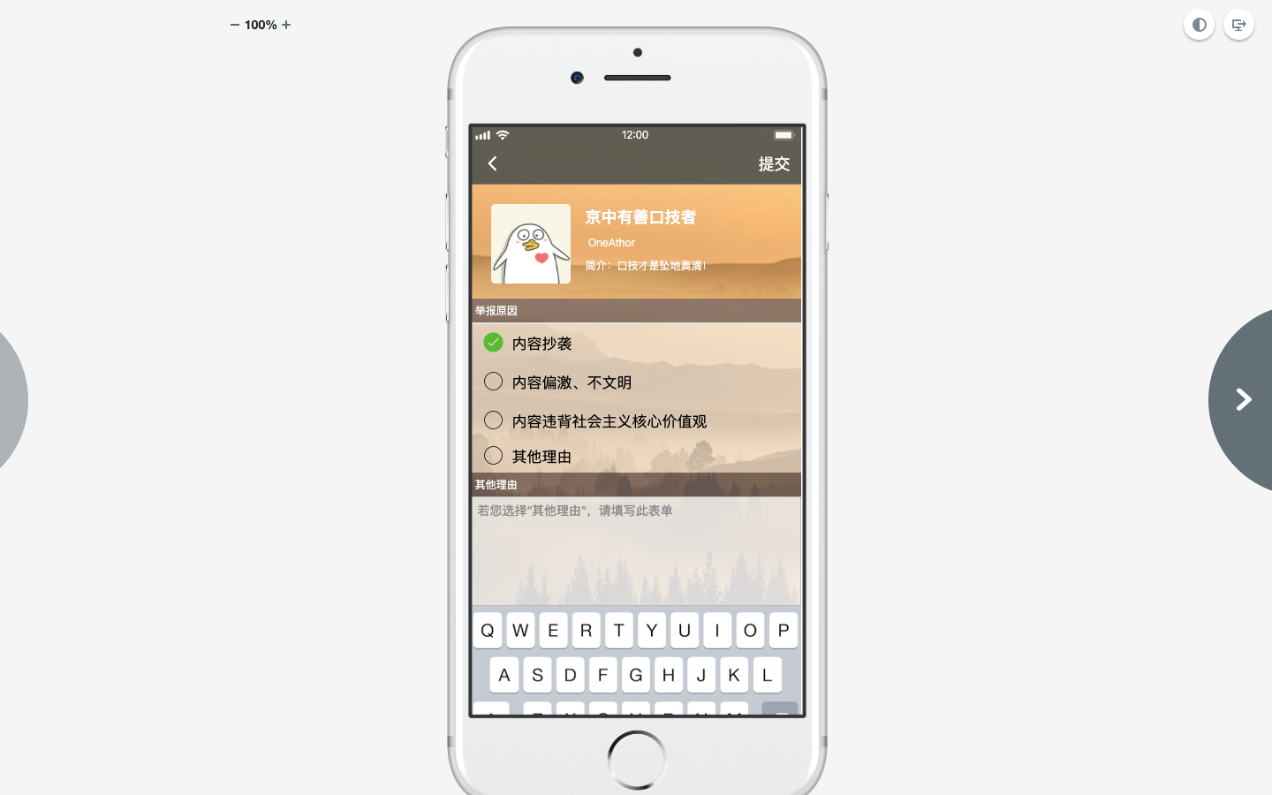 − 100% +
12:00
提交
京中有善口技者
OneAthor
简介：口技才是坠地奥滴！
举报原因
内容抄袭
内容偏激、不文明
内容违背社会主义核心价值观
其他理由
其他理由
若您选择"其他理由"，请填写此表单
Q W E R T Y U I O P
A S D F G H J K L